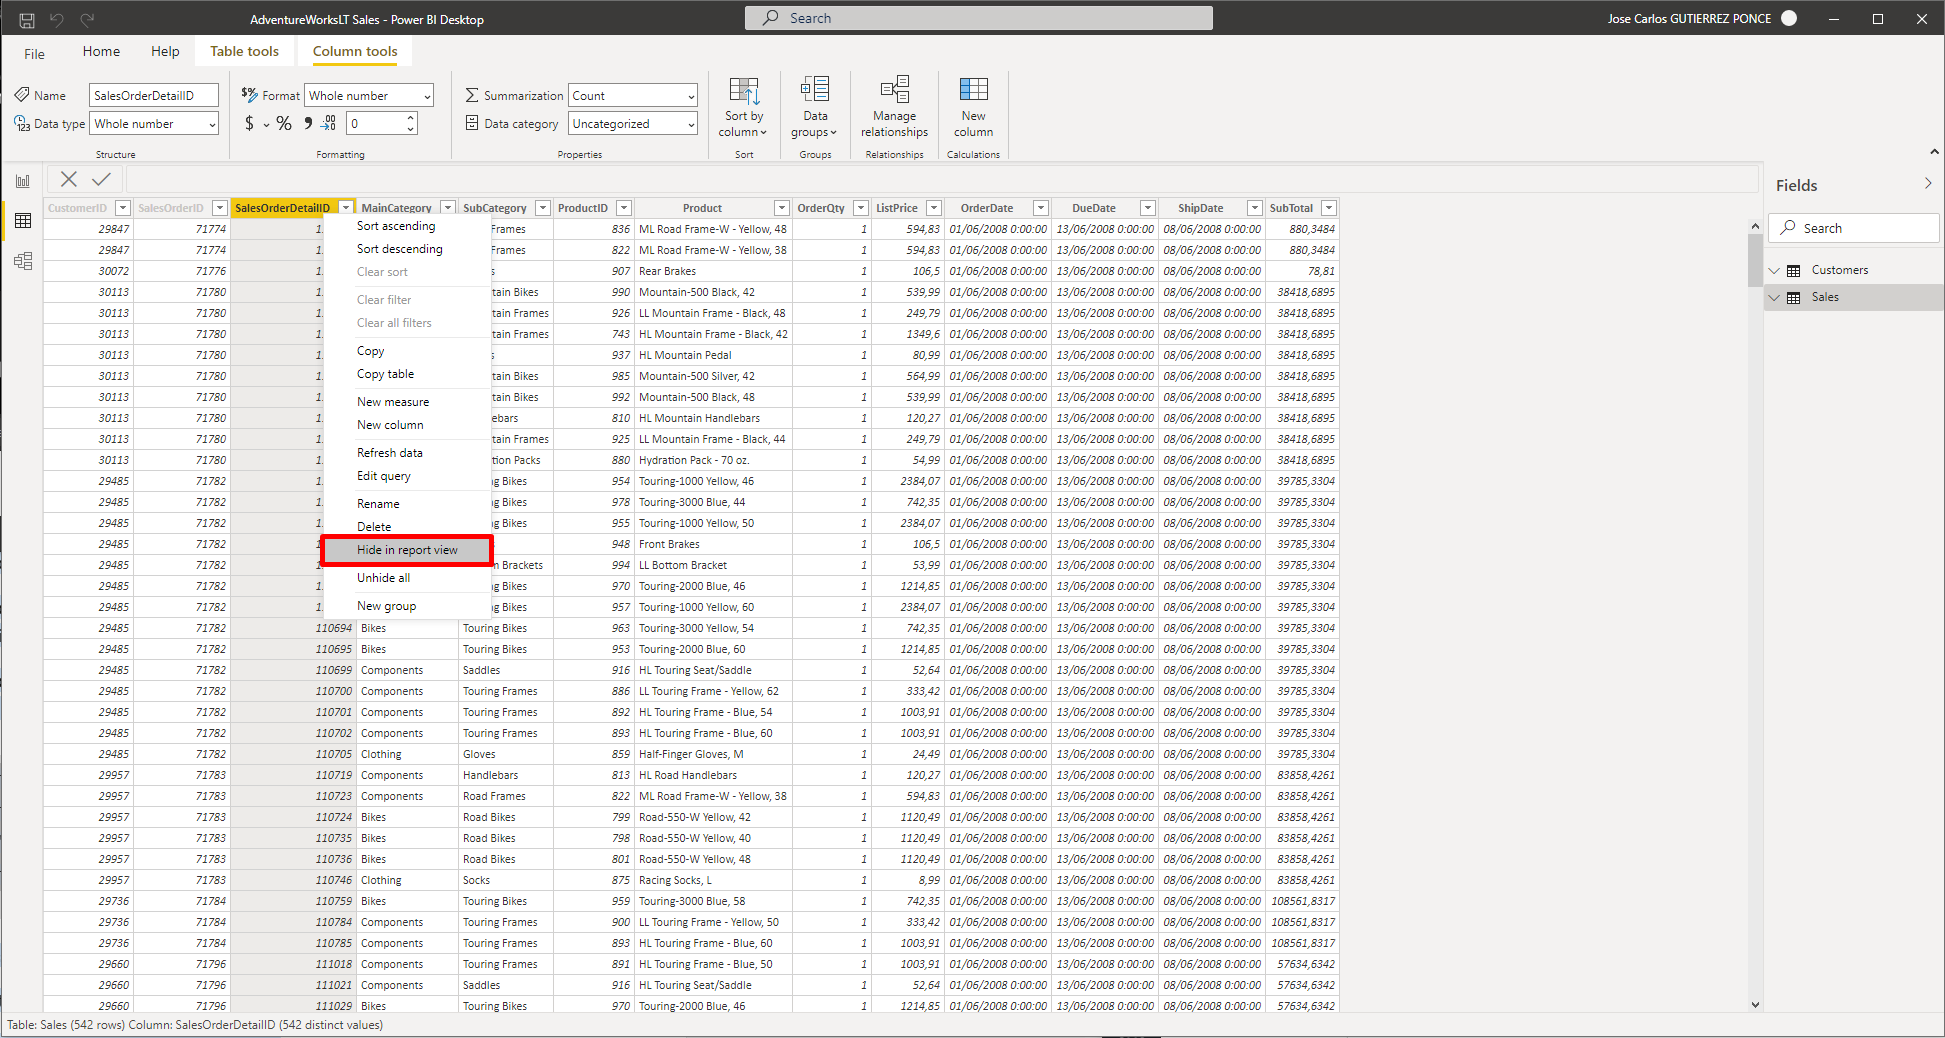 AdventureWorksLT Sales - Power BI Desktop
Search
Jose Carlos GUTIERREZ PONCE
File Home Help Table tools Column tools
Name SalesOrderDetailID
Data type Whole number
Structure
Format Whole number
$ % 0
Formatting
Summarization Count
Data category Uncategorized
Properties
Sort by
column
Sort
Data
groups
Groups
Manage
relationships
Relationships
New
column
Calculations
Fields
Search
Customers
Sales
CustomerID SalesOrderID SalesOrderDetailID MainCategory SubCategory ProductID Product OrderQty ListPrice OrderDate DueDate ShipDate SubTotal
Sort ascending
Sort descending
Clear sort
Clear filter
Clear all filters
Copy
Copy table
New measure
New column
Refresh data
Edit query
Rename
Delete
Hide in report view
Unhide all
New group
29847 71774 Frames 836 ML Road Frame-W - Yellow, 48 1 594,83 01/06/2008 0:00:00 13/06/2008 0:00:00 08/06/2008 0:00:00 880,3484
29847 71774 Frames 822 ML Road Frame-W - Yellow, 38 1 594,83 01/06/2008 0:00:00 13/06/2008 0:00:00 08/06/2008 0:00:00 880,3484
30072 71776 s 907 Rear Brakes 1 106,5 01/06/2008 0:00:00 13/06/2008 0:00:00 08/06/2008 0:00:00 78,81
30113 71780 tain Bikes 990 Mountain-500 Black, 42 1 539,99 01/06/2008 0:00:00 13/06/2008 0:00:00 08/06/2008 0:00:00 38418,6895
30113 71780 tain Frames 926 LL Mountain Frame - Black, 48 1 249,79 01/06/2008 0:00:00 13/06/2008 0:00:00 08/06/2008 0:00:00 38418,6895
30113 71780 tain Frames 743 HL Mountain Frame - Black, 42 1 1349,6 01/06/2008 0:00:00 13/06/2008 0:00:00 08/06/2008 0:00:00 38418,6895
30113 71780 s 937 HL Mountain Pedal 1 80,99 01/06/2008 0:00:00 13/06/2008 0:00:00 08/06/2008 0:00:00 38418,6895
30113 71780 tain Bikes 985 Mountain-500 Silver, 42 1 564,99 01/06/2008 0:00:00 13/06/2008 0:00:00 08/06/2008 0:00:00 38418,6895
30113 71780 tain Bikes 992 Mountain-500 Black, 48 1 539,99 01/06/2008 0:00:00 13/06/2008 0:00:00 08/06/2008 0:00:00 38418,6895
30113 71780 ebars 810 HL Mountain Handlebars 1 120,27 01/06/2008 0:00:00 13/06/2008 0:00:00 08/06/2008 0:00:00 38418,6895
30113 71780 tain Frames 925 LL Mountain Frame - Black, 44 1 249,79 01/06/2008 0:00:00 13/06/2008 0:00:00 08/06/2008 0:00:00 38418,6895
30113 71780 tion Packs 880 Hydration Pack - 70 oz. 1 54,99 01/06/2008 0:00:00 13/06/2008 0:00:00 08/06/2008 0:00:00 38418,6895
29485 71782 ng Bikes 954 Touring-1000 Yellow, 46 1 2384,07 01/06/2008 0:00:00 13/06/2008 0:00:00 08/06/2008 0:00:00 39785,3304
29485 71782 ng Bikes 978 Touring-3000 Blue, 44 1 742,35 01/06/2008 0:00:00 13/06/2008 0:00:00 08/06/2008 0:00:00 39785,3304
29485 71782 ng Bikes 955 Touring-1000 Yellow, 50 1 2384,07 01/06/2008 0:00:00 13/06/2008 0:00:00 08/06/2008 0:00:00 39785,3304
29485 71782 948 Front Brakes 1 106,5 01/06/2008 0:00:00 13/06/2008 0:00:00 08/06/2008 0:00:00 39785,3304
29485 71782 n Brackets 994 LL Bottom Bracket 1 53,99 01/06/2008 0:00:00 13/06/2008 0:00:00 08/06/2008 0:00:00 39785,3304
29485 71782 ng Bikes 970 Touring-2000 Blue, 46 1 1214,85 01/06/2008 0:00:00 13/06/2008 0:00:00 08/06/2008 0:00:00 39785,3304
29485 71782 ng Bikes 957 Touring-1000 Yellow, 60 1 2384,07 01/06/2008 0:00:00 13/06/2008 0:00:00 08/06/2008 0:00:00 39785,3304
29485 71782 110694 Bikes Touring Bikes 963 Touring-3000 Yellow, 54 1 742,35 01/06/2008 0:00:00 13/06/2008 0:00:00 08/06/2008 0:00:00 39785,3304
29485 71782 110695 Bikes Touring Bikes 953 Touring-2000 Blue, 60 1 1214,85 01/06/2008 0:00:00 13/06/2008 0:00:00 08/06/2008 0:00:00 39785,3304
29485 71782 110699 Components Saddles 916 HL Touring Seat/Saddle 1 52,64 01/06/2008 0:00:00 13/06/2008 0:00:00 08/06/2008 0:00:00 39785,3304
29485 71782 110700 Components Touring Frames 886 LL Touring Frame - Yellow, 62 1 333,42 01/06/2008 0:00:00 13/06/2008 0:00:00 08/06/2008 0:00:00 39785,3304
29485 71782 110701 Components Touring Frames 892 HL Touring Frame - Blue, 54 1 1003,91 01/06/2008 0:00:00 13/06/2008 0:00:00 08/06/2008 0:00:00 39785,3304
29485 71782 110702 Components Touring Frames 893 HL Touring Frame - Blue, 60 1 1003,91 01/06/2008 0:00:00 13/06/2008 0:00:00 08/06/2008 0:00:00 39785,3304
29485 71782 110705 Clothing Gloves 859 Half-Finger Gloves, M 1 24,49 01/06/2008 0:00:00 13/06/2008 0:00:00 08/06/2008 0:00:00 39785,3304
29957 71783 110719 Components Handlebars 813 HL Road Handlebars 1 120,27 01/06/2008 0:00:00 13/06/2008 0:00:00 08/06/2008 0:00:00 83858,4261
29957 71783 110723 Components Road Frames 822 ML Road Frame-W - Yellow, 38 1 594,83 01/06/2008 0:00:00 13/06/2008 0:00:00 08/06/2008 0:00:00 83858,4261
29957 71783 110724 Bikes Road Bikes 799 Road-550-W Yellow, 42 1 1120,49 01/06/2008 0:00:00 13/06/2008 0:00:00 08/06/2008 0:00:00 83858,4261
29957 71783 110735 Bikes Road Bikes 798 Road-550-W Yellow, 40 1 1120,49 01/06/2008 0:00:00 13/06/2008 0:00:00 08/06/2008 0:00:00 83858,4261
29957 71783 110736 Bikes Road Bikes 801 Road-550-W Yellow, 48 1 1120,49 01/06/2008 0:00:00 13/06/2008 0:00:00 08/06/2008 0:00:00 83858,4261
29957 71783 110746 Clothing Socks 875 Racing Socks, L 1 8,99 01/06/2008 0:00:00 13/06/2008 0:00:00 08/06/2008 0:00:00 83858,4261
29736 71784 110759 Bikes Touring Bikes 959 Touring-3000 Blue, 58 1 742,35 01/06/2008 0:00:00 13/06/2008 0:00:00 08/06/2008 0:00:00 108561,8317
29736 71784 110784 Components Touring Frames 900 LL Touring Frame - Yellow, 50 1 333,42 01/06/2008 0:00:00 13/06/2008 0:00:00 08/06/2008 0:00:00 108561,8317
29736 71784 110785 Components Touring Frames 893 HL Touring Frame - Blue, 60 1 1003,91 01/06/2008 0:00:00 13/06/2008 0:00:00 08/06/2008 0:00:00 108561,8317
29660 71796 111018 Components Touring Frames 891 HL Touring Frame - Blue, 50 1 1003,91 01/06/2008 0:00:00 13/06/2008 0:00:00 08/06/2008 0:00:00 57634,6342
29660 71796 111021 Components Saddles 916 HL Touring Seat/Saddle 1 52,64 01/06/2008 0:00:00 13/06/2008 0:00:00 08/06/2008 0:00:00 57634,6342
29660 71796 111029 Bikes Touring Bikes 970 Touring-2000 Blue, 46 1 1214,85 01/06/2008 0:00:00 13/06/2008 0:00:00 08/06/2008 0:00:00 57634,6342
Table: Sales (542 rows) Column: SalesOrderDetailID (542 distinct values)